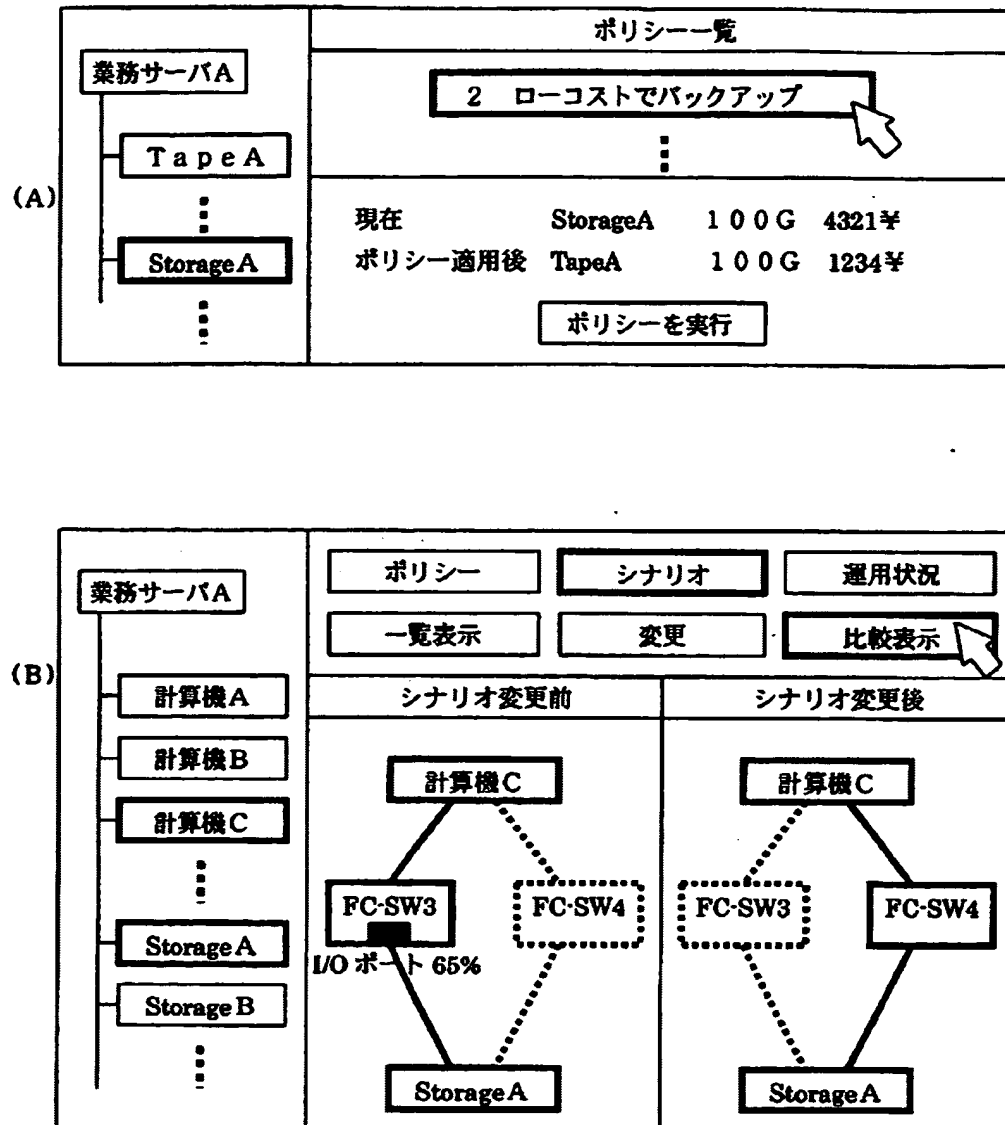 (A)
業務サーバA
TapeA
StorageA
ポリシー一覧
2 ローコストでバックアップ
現在 StorageA 100G 4321¥
ポリシー適用後 TapeA 100G 1234¥
ポリシーを実行
(B)
業務サーバA
計算機A
計算機B
計算機C
StorageA
StorageB
ポリシー シナリオ 運用状況
一覧表示 変更 比較表示
シナリオ変更前 シナリオ変更後
計算機C 計算機C
FC-SW3 FC-SW4 FC-SW3 FC-SW4
I/O ポート 65%
StorageA StorageA